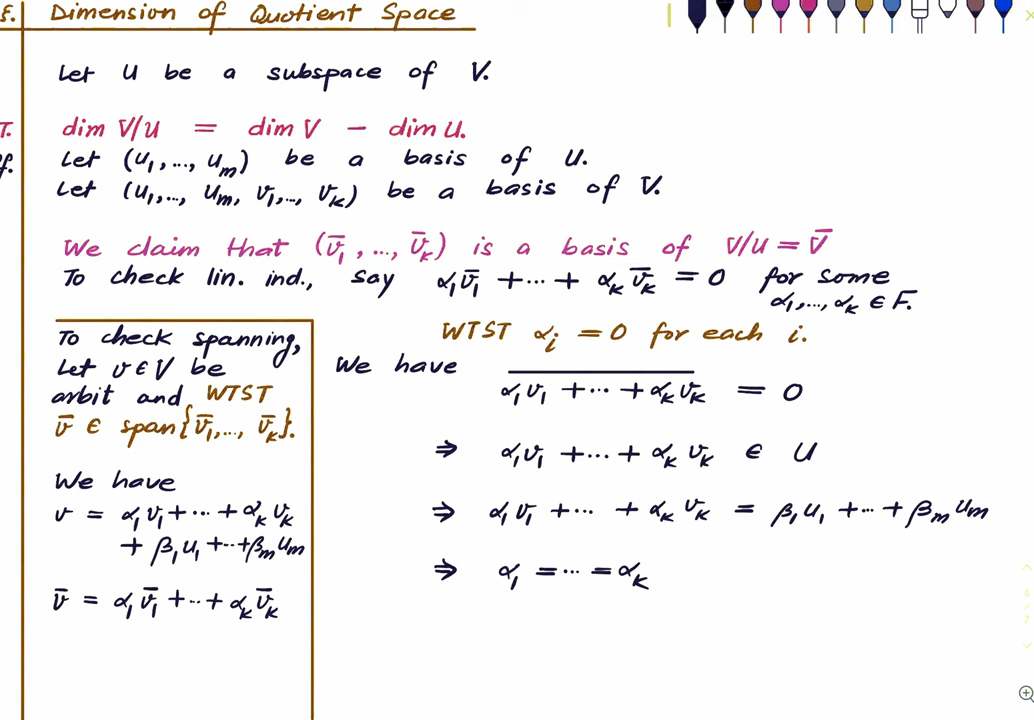 Dimension of Quotient Space
Let U be a subspace of V.
T. dim V/U = dim V − dim U.
Pf. Let (u₁,..., uₘ) be a basis of U.
Let (u₁,..., uₘ, v₁,..., vₖ) be a basis of V.
We claim that (v̄₁, ..., v̄ₖ) is a basis of V/U = V̄
To check lin. ind., say α₁v̄₁ + ··· + αₖv̄ₖ = 0 for some
α₁,..., αₖ ∈ F.
WTST αᵢ = 0 for each i.
We have
α₁v₁ + ··· + αₖvₖ = 0
⇒ α₁v₁ + ··· + αₖvₖ ∈ U
⇒ α₁v₁ + ··· + αₖvₖ = β₁u₁ + ··· + βₘuₘ
⇒ α₁ = ··· = αₖ
To check spanning,
Let v ∈ V be
arbit and WTST
v̄ ∈ span{v̄₁,..., v̄ₖ}.
We have
v = α₁v₁ + ··· + αₖvₖ
+ β₁u₁ + ··· + βₘuₘ
v̄ = α₁v̄₁ + ··· + αₖv̄ₖ